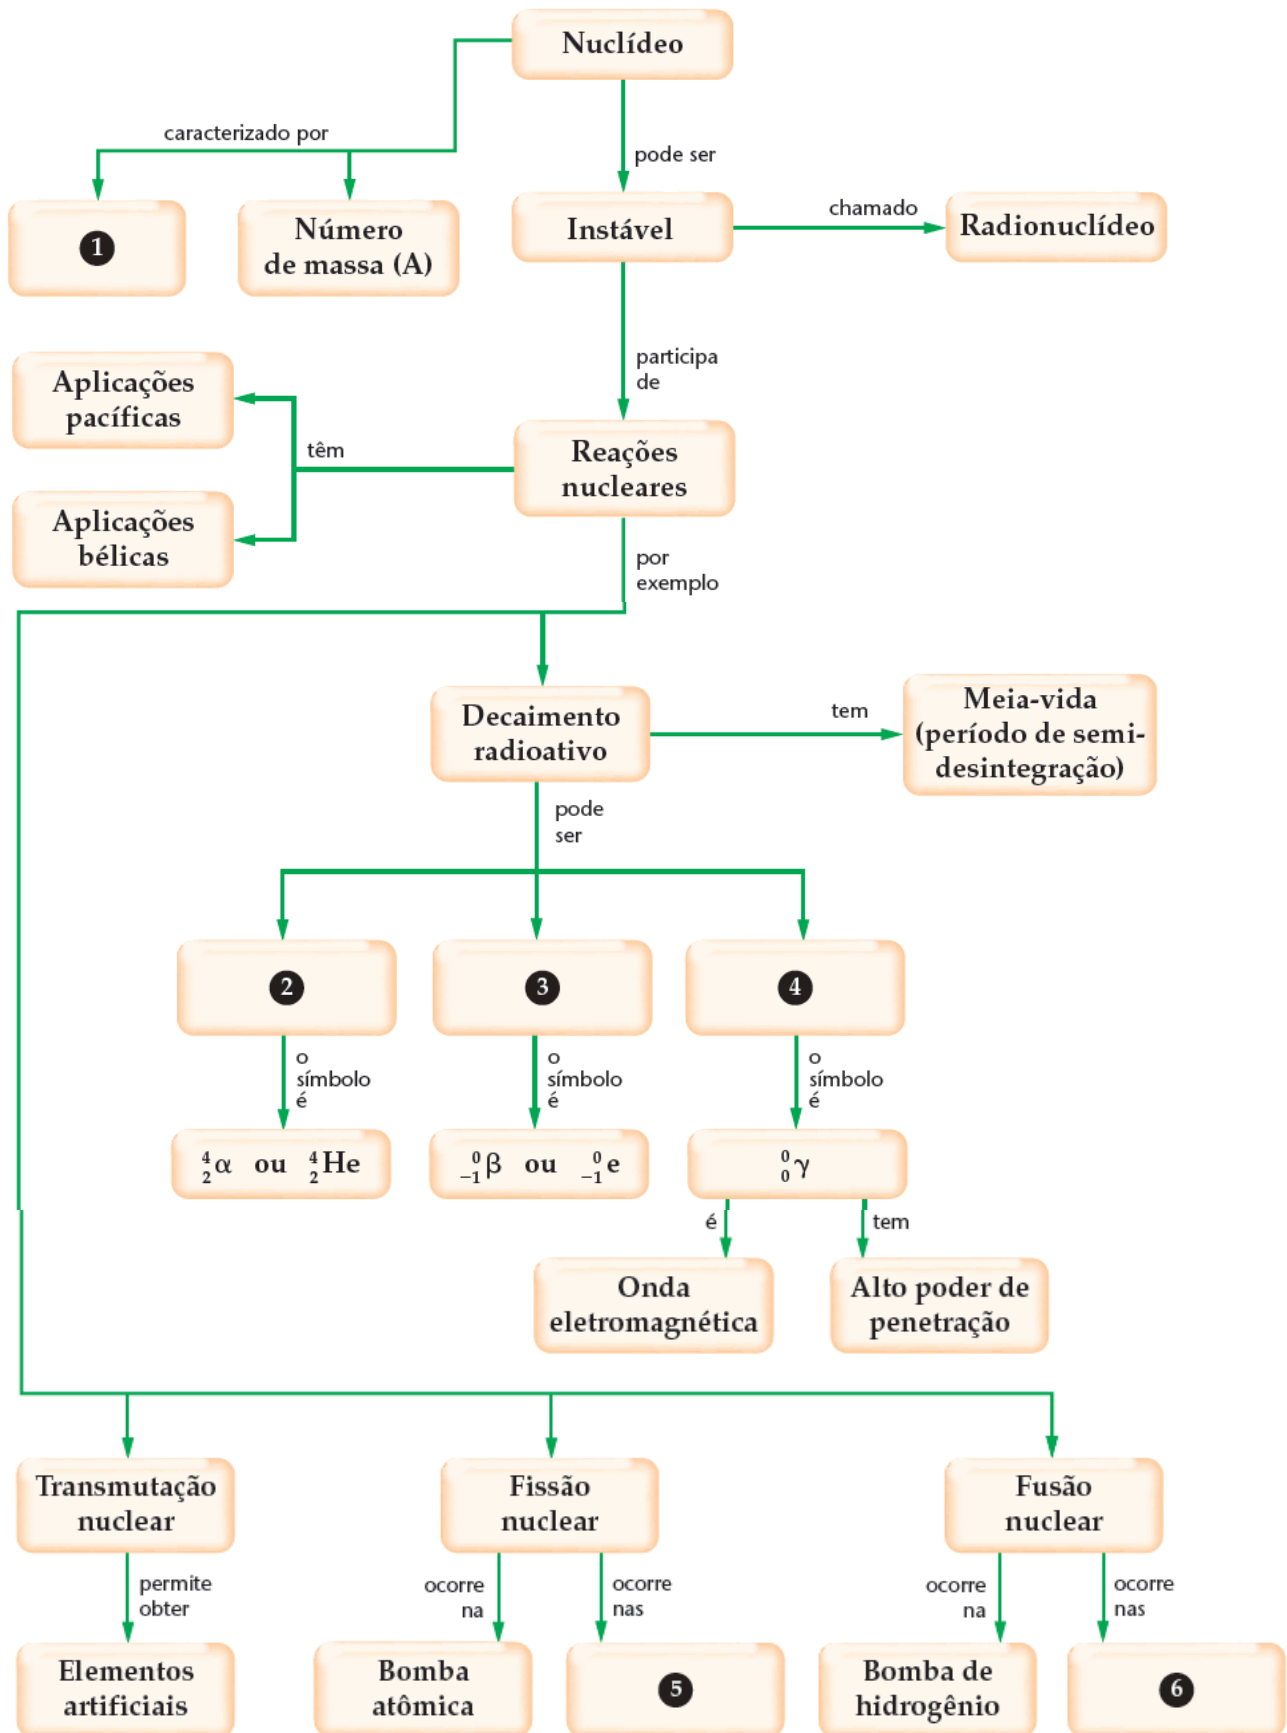 Nuclídeo
caracterizado por
pode ser
1
Número
de massa (A)
Instável
chamado
Radionuclídeo
participa
de
Aplicações
pacíficas
têm
Reações
nucleares
Aplicações
bélicas
por
exemplo
Decaimento
radioativo
tem
Meia-vida
(período de semi-
desintegração)
pode
ser
2
3
4
o
símbolo
é
o
símbolo
é
o
símbolo
é
⁴₂α ou ⁴₂He
⁰₋₁β ou ⁰₋₁e
⁰₀γ
é
tem
Onda
eletromagnética
Alto poder de
penetração
Transmutação
nuclear
Fissão
nuclear
Fusão
nuclear
permite
obter
ocorre
na
ocorre
nas
ocorre
na
ocorre
nas
Elementos
artificiais
Bomba
atômica
5
Bomba de
hidrogênio
6